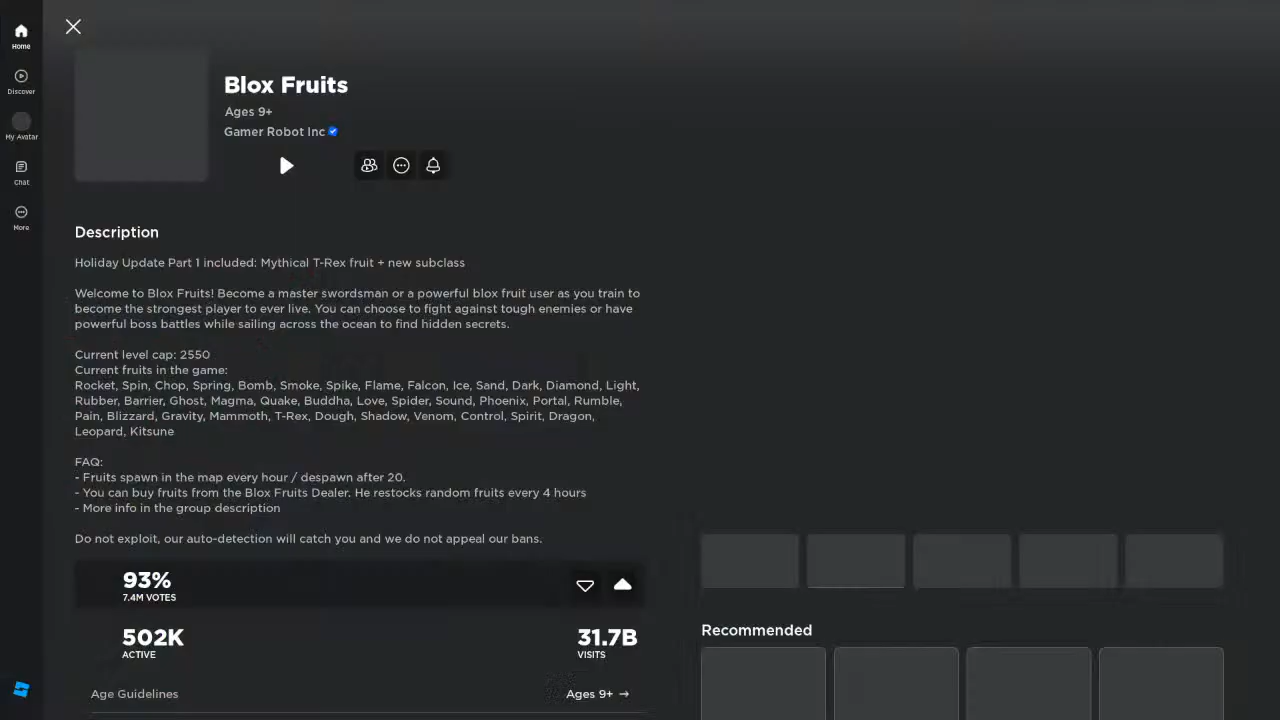 Home
Discover
My Avatar
Chat
More
Blox Fruits
Ages 9+
Gamer Robot Inc
Description
Holiday Update Part 1 included: Mythical T-Rex fruit + new subclass
Welcome to Blox Fruits! Become a master swordsman or a powerful blox fruit user as you train to
become the strongest player to ever live. You can choose to fight against tough enemies or have
powerful boss battles while sailing across the ocean to find hidden secrets.
Current level cap: 2550
Current fruits in the game:
Rocket, Spin, Chop, Spring, Bomb, Smoke, Spike, Flame, Falcon, Ice, Sand, Dark, Diamond, Light,
Rubber, Barrier, Ghost, Magma, Quake, Buddha, Love, Spider, Sound, Phoenix, Portal, Rumble,
Pain, Blizzard, Gravity, Mammoth, T-Rex, Dough, Shadow, Venom, Control, Spirit, Dragon,
Leopard, Kitsune
FAQ:
- Fruits spawn in the map every hour / despawn after 20.
- You can buy fruits from the Blox Fruits Dealer. He restocks random fruits every 4 hours
- More info in the group description
Do not exploit, our auto-detection will catch you and we do not appeal our bans.
93%
7.4M VOTES
502K
ACTIVE
31.7B
VISITS
Age Guidelines
Ages 9+ →
Recommended